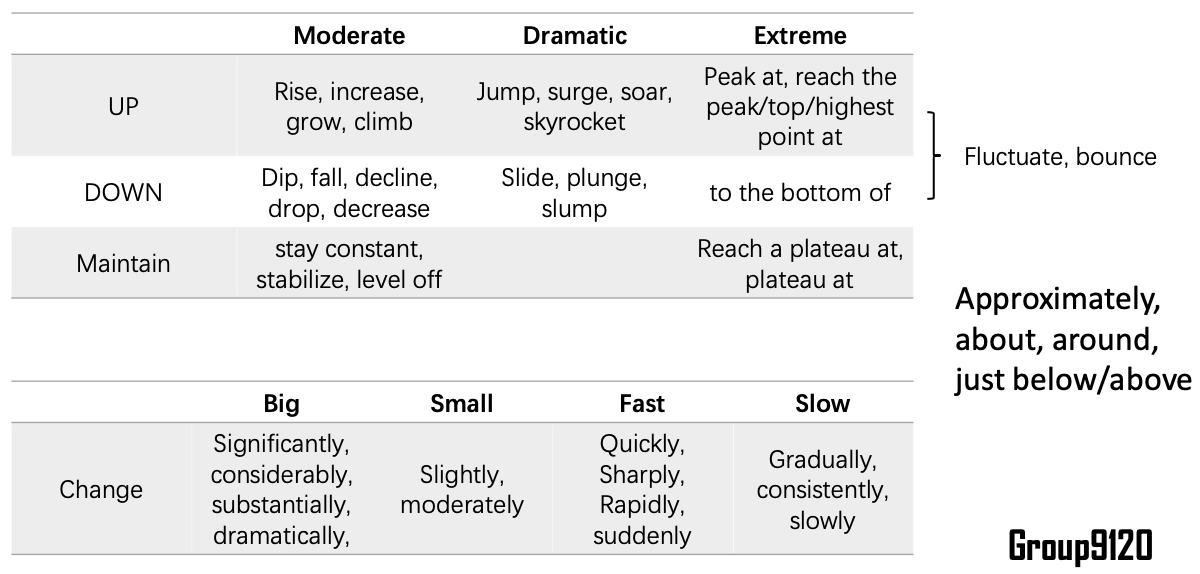 Moderate Dramatic Extreme
UP
Rise, increase,
grow, climb
Jump, surge, soar,
skyrocket
Peak at, reach the
peak/top/highest
point at
DOWN
Dip, fall, decline,
drop, decrease
Slide, plunge,
slump
to the bottom of
Fluctuate, bounce
Maintain
stay constant,
stabilize, level off
Reach a plateau at,
plateau at
Approximately,
about, around,
just below/above
Big Small Fast Slow
Change
Significantly,
considerably,
substantially,
dramatically,
Slightly,
moderately
Quickly,
Sharply,
Rapidly,
suddenly
Gradually,
consistently,
slowly
Group9120